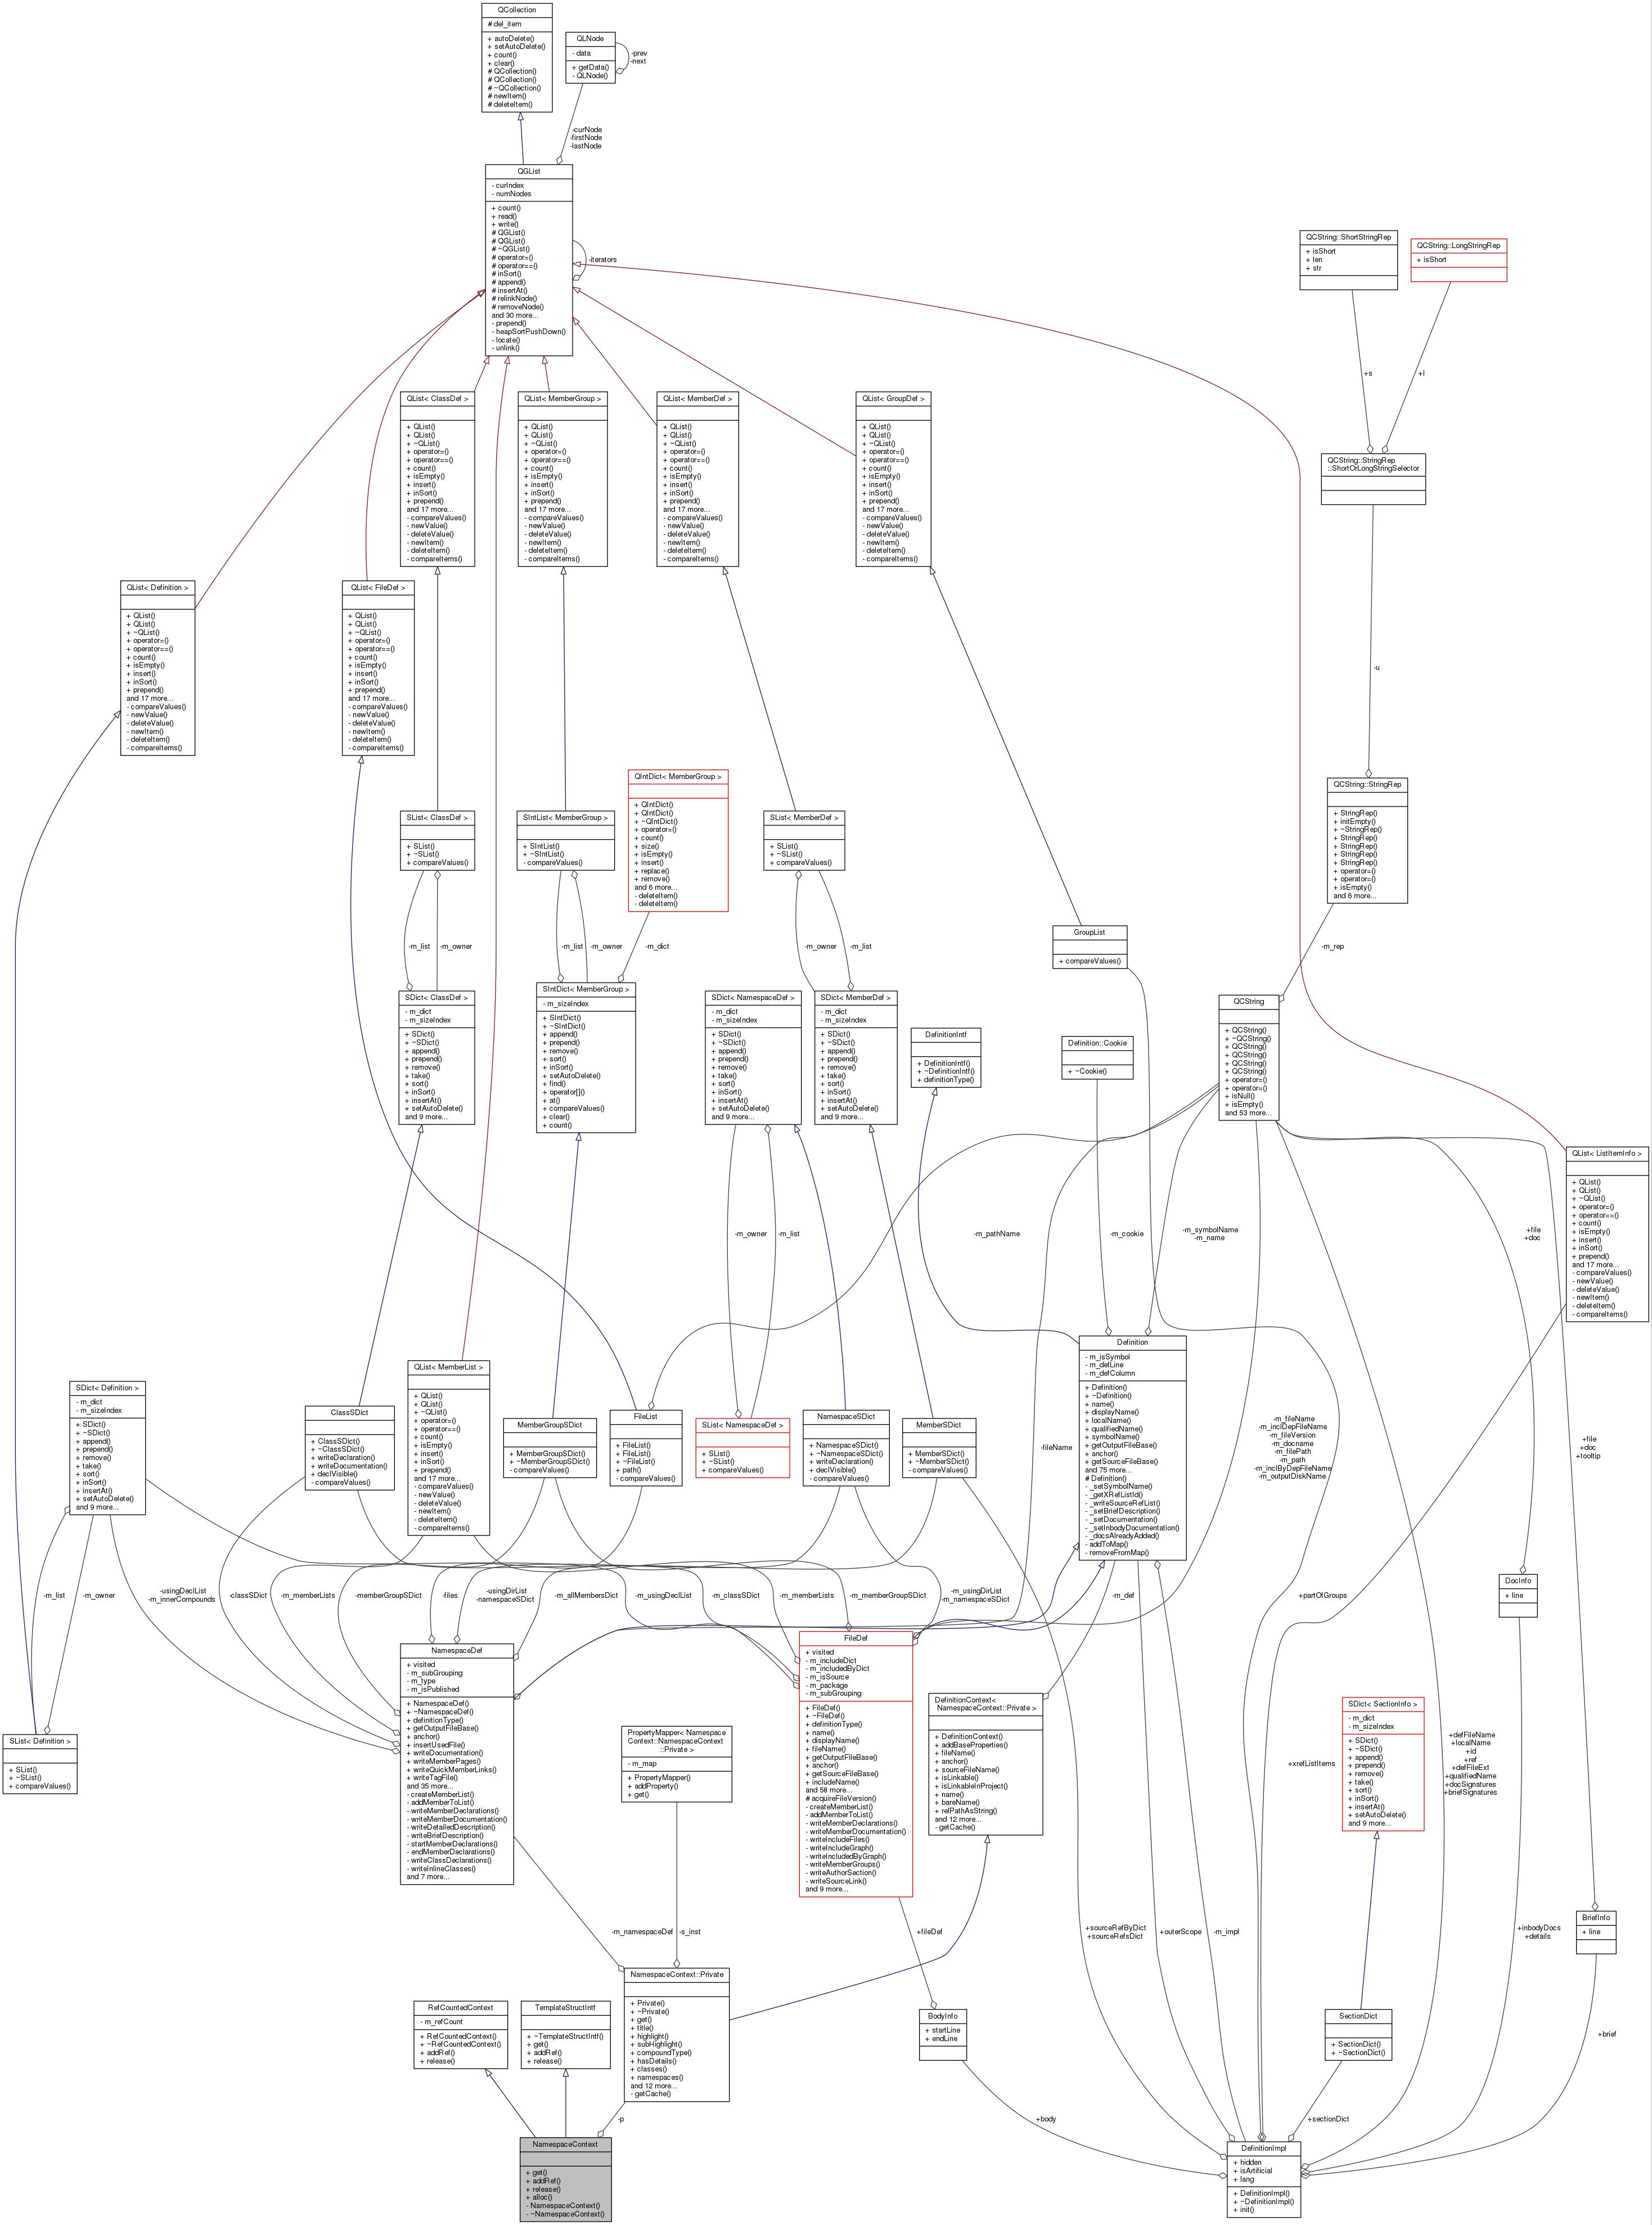 QCollection
# del_item
+ autoDelete()
+ setAutoDelete()
+ count()
+ clear()
# QCollection()
# QCollection()
# ~QCollection()
# newItem()
# deleteItem()
QLNode
- data
+ getData()
- QLNode()
-prev
-next
-curNode
-firstNode
-lastNode
QGList
- curIndex
- numNodes
+ count()
+ read()
+ write()
# QGList()
# QGList()
# ~QGList()
# operator=()
# operator==()
# inSort()
# append()
# insertAt()
# relinkNode()
# removeNode()
and 30 more...
- prepend()
- heapSortPushDown()
- locate()
- unlink()
-iterators
QCString::ShortStringRep
+ isShort
+ len
+ str
QCString::LongStringRep
+ isShort
+s
+l
QList< ClassDef >
+ QList()
+ QList()
+ ~QList()
+ operator=()
+ operator==()
+ count()
+ isEmpty()
+ insert()
+ inSort()
+ prepend()
and 17 more...
- compareValues()
- newValue()
- deleteValue()
- newItem()
- deleteItem()
- compareItems()
QList< MemberGroup >
+ QList()
+ QList()
+ ~QList()
+ operator=()
+ operator==()
+ count()
+ isEmpty()
+ insert()
+ inSort()
+ prepend()
and 17 more...
- compareValues()
- newValue()
- deleteValue()
- newItem()
- deleteItem()
- compareItems()
QList< MemberDef >
+ QList()
+ QList()
+ ~QList()
+ operator=()
+ operator==()
+ count()
+ isEmpty()
+ insert()
+ inSort()
+ prepend()
and 17 more...
- compareValues()
- newValue()
- deleteValue()
- newItem()
- deleteItem()
- compareItems()
QList< GroupDef >
+ QList()
+ QList()
+ ~QList()
+ operator=()
+ operator==()
+ count()
+ isEmpty()
+ insert()
+ inSort()
+ prepend()
and 17 more...
- compareValues()
- newValue()
- deleteValue()
- newItem()
- deleteItem()
- compareItems()
QCString::StringRep
::ShortOrLongStringSelector
-u
QList< Definition >
+ QList()
+ QList()
+ ~QList()
+ operator=()
+ operator==()
+ count()
+ isEmpty()
+ insert()
+ inSort()
+ prepend()
and 17 more...
- compareValues()
- newValue()
- deleteValue()
- newItem()
- deleteItem()
- compareItems()
QList< FileDef >
+ QList()
+ QList()
+ ~QList()
+ operator=()
+ operator==()
+ count()
+ isEmpty()
+ insert()
+ inSort()
+ prepend()
and 17 more...
- compareValues()
- newValue()
- deleteValue()
- newItem()
- deleteItem()
- compareItems()
SList< ClassDef >
+ SList()
+ ~SList()
+ compareValues()
SIntList< MemberGroup >
+ SIntList()
+ ~SIntList()
- compareValues()
QIntDict< MemberGroup >
+ QIntDict()
+ QIntDict()
+ ~QIntDict()
+ operator=()
+ count()
+ size()
+ isEmpty()
+ insert()
+ replace()
+ remove()
and 6 more...
- deleteItem()
- deleteItem()
SList< MemberDef >
+ SList()
+ ~SList()
+ compareValues()
QCString::StringRep
+ StringRep()
+ initEmpty()
+ ~StringRep()
+ StringRep()
+ StringRep()
+ StringRep()
+ StringRep()
+ operator=()
+ operator=()
+ isEmpty()
and 6 more...
-m_list
-m_owner
-m_list
-m_owner
-m_dict
-m_owner
-m_list
GroupList
+ compareValues()
-m_rep
SDict< ClassDef >
- m_dict
- m_sizeIndex
+ SDict()
+ ~SDict()
+ append()
+ prepend()
+ remove()
+ take()
+ sort()
+ inSort()
+ insertAt()
+ setAutoDelete()
and 9 more...
SIntDict< MemberGroup >
- m_sizeIndex
+ SIntDict()
+ ~SIntDict()
+ append()
+ prepend()
+ remove()
+ sort()
+ inSort()
+ setAutoDelete()
+ find()
+ operator[]()
+ at()
+ compareValues()
+ clear()
+ count()
SDict< NamespaceDef >
- m_dict
- m_sizeIndex
+ SDict()
+ ~SDict()
+ append()
+ prepend()
+ remove()
+ take()
+ sort()
+ inSort()
+ insertAt()
+ setAutoDelete()
and 9 more...
SDict< MemberDef >
- m_dict
- m_sizeIndex
+ SDict()
+ ~SDict()
+ append()
+ prepend()
+ remove()
+ take()
+ sort()
+ inSort()
+ insertAt()
+ setAutoDelete()
and 9 more...
DefinitionIntf
+ DefinitionIntf()
+ ~DefinitionIntf()
+ definitionType()
Definition::Cookie
+ ~Cookie()
QCString
+ QCString()
+ ~QCString()
+ QCString()
+ QCString()
+ QCString()
+ QCString()
+ operator=()
+ operator=()
+ isNull()
+ isEmpty()
and 53 more...
QList< ListItemInfo >
+ QList()
+ QList()
+ ~QList()
+ operator=()
+ operator==()
+ count()
+ isEmpty()
+ insert()
+ inSort()
+ prepend()
and 17 more...
- compareValues()
- newValue()
- deleteValue()
- newItem()
- deleteItem()
- compareItems()
-m_owner
-m_list
-m_pathName
-m_cookie
-m_symbolName
-m_name
+file
+doc
SDict< Definition >
- m_dict
- m_sizeIndex
+ SDict()
+ ~SDict()
+ append()
+ prepend()
+ remove()
+ take()
+ sort()
+ inSort()
+ insertAt()
+ setAutoDelete()
and 9 more...
ClassSDict
+ ClassSDict()
+ ~ClassSDict()
+ writeDeclaration()
+ writeDocumentation()
+ declVisible()
- compareValues()
QList< MemberList >
+ QList()
+ QList()
+ ~QList()
+ operator=()
+ operator==()
+ count()
+ isEmpty()
+ insert()
+ inSort()
+ prepend()
and 17 more...
- compareValues()
- newValue()
- deleteValue()
- newItem()
- deleteItem()
- compareItems()
MemberGroupSDict
+ MemberGroupSDict()
+ ~MemberGroupSDict()
- compareValues()
FileList
+ FileList()
+ FileList()
+ ~FileList()
+ path()
- compareValues()
SList< NamespaceDef >
+ SList()
+ ~SList()
+ compareValues()
NamespaceSDict
+ NamespaceSDict()
+ ~NamespaceSDict()
+ writeDeclaration()
+ declVisible()
- compareValues()
MemberSDict
+ MemberSDict()
+ ~MemberSDict()
- compareValues()
-fileName
Definition
- m_isSymbol
- m_defLine
- m_defColumn
+ Definition()
+ ~Definition()
+ name()
+ displayName()
+ localName()
+ qualifiedName()
+ symbolName()
+ getOutputFileBase()
+ anchor()
+ getSourceFileBase()
and 75 more...
# Definition()
- _setSymbolName()
- _getXRefListId()
- _writeSourceRefList()
- _setBriefDescription()
- _setDocumentation()
- _setInbodyDocumentation()
- _docsAlreadyAdded()
- addToMap()
- removeFromMap()
-m_fileName
-m_inclDepFileName
-m_fileVersion
-m_docname
-m_filePath
-m_path
-m_inclByDepFileName
-m_outputDiskName
+file
+doc
+tooltip
-m_list
-m_owner
-usingDeclList
-m_innerCompounds
-classSDict
-m_memberLists
-memberGroupSDict
-files
-usingDirList
-namespaceSDict
-m_allMembersDict
-m_usingDeclList
-m_classSDict
-m_memberLists
-m_memberGroupSDict
-m_usingDirList
-m_namespaceSDict
-m_def
+partOfGroups
DocInfo
+ line
NamespaceDef
+ visited
- m_subGrouping
- m_type
- m_isPublished
+ NamespaceDef()
+ ~NamespaceDef()
+ definitionType()
+ getOutputFileBase()
+ anchor()
+ insertUsedFile()
+ writeDocumentation()
+ writeMemberPages()
+ writeQuickMemberLinks()
+ writeTagFile()
and 35 more...
- createMemberList()
- addMemberToList()
- writeMemberDeclarations()
- writeMemberDocumentation()
- writeDetailedDescription()
- writeBriefDescription()
- startMemberDeclarations()
- endMemberDeclarations()
- writeClassDeclarations()
- writeInlineClasses()
and 7 more...
FileDef
+ visited
- m_includeDict
- m_includedByDict
- m_isSource
- m_package
- m_subGrouping
+ FileDef()
+ ~FileDef()
+ definitionType()
+ name()
+ displayName()
+ fileName()
+ getOutputFileBase()
+ anchor()
+ getSourceFileBase()
+ includeName()
and 58 more...
# acquireFileVersion()
- createMemberList()
- addMemberToList()
- writeMemberDeclarations()
- writeMemberDocumentation()
- writeIncludeFiles()
- writeIncludeGraph()
- writeIncludedByGraph()
- writeMemberGroups()
- writeAuthorSection()
- writeSourceLink()
and 9 more...
DefinitionContext<
NamespaceContext::Private >
+ DefinitionContext()
+ addBaseProperties()
+ fileName()
+ anchor()
+ sourceFileName()
+ isLinkable()
+ isLinkableInProject()
+ name()
+ bareName()
+ relPathAsString()
and 12 more...
- getCache()
SDict< SectionInfo >
- m_dict
- m_sizeIndex
+ SDict()
+ ~SDict()
+ append()
+ prepend()
+ remove()
+ take()
+ sort()
+ inSort()
+ insertAt()
+ setAutoDelete()
and 9 more...
SList< Definition >
+ SList()
+ ~SList()
+ compareValues()
PropertyMapper< Namespace
Context::NamespaceContext
::Private >
- m_map
+ PropertyMapper()
+ addProperty()
+ get()
+xrefListItems
+defFileName
+localName
+id
+ref
+defFileExt
+qualifiedName
+docSignatures
+briefSignatures
-m_namespaceDef
-s_inst
+fileDef
+sourceRefByDict
+sourceRefsDict
+outerScope
-m_impl
+inbodyDocs
+details
BriefInfo
+ line
NamespaceContext::Private
+ Private()
+ ~Private()
+ get()
+ title()
+ highlight()
+ subHighlight()
+ compoundType()
+ hasDetails()
+ classes()
+ namespaces()
and 12 more...
- getCache()
RefCountedContext
- m_refCount
+ RefCountedContext()
+ ~RefCountedContext()
+ addRef()
+ release()
TemplateStructIntf
+ ~TemplateStructIntf()
+ get()
+ addRef()
+ release()
BodyInfo
+ startLine
+ endLine
SectionDict
+ SectionDict()
+ ~SectionDict()
+brief
-p
+body
+sectionDict
NamespaceContext
+ get()
+ addRef()
+ release()
+ alloc()
- NamespaceContext()
- ~NamespaceContext()
DefinitionImpl
+ hidden
+ isArtificial
+ lang
+ DefinitionImpl()
+ ~DefinitionImpl()
+ init()